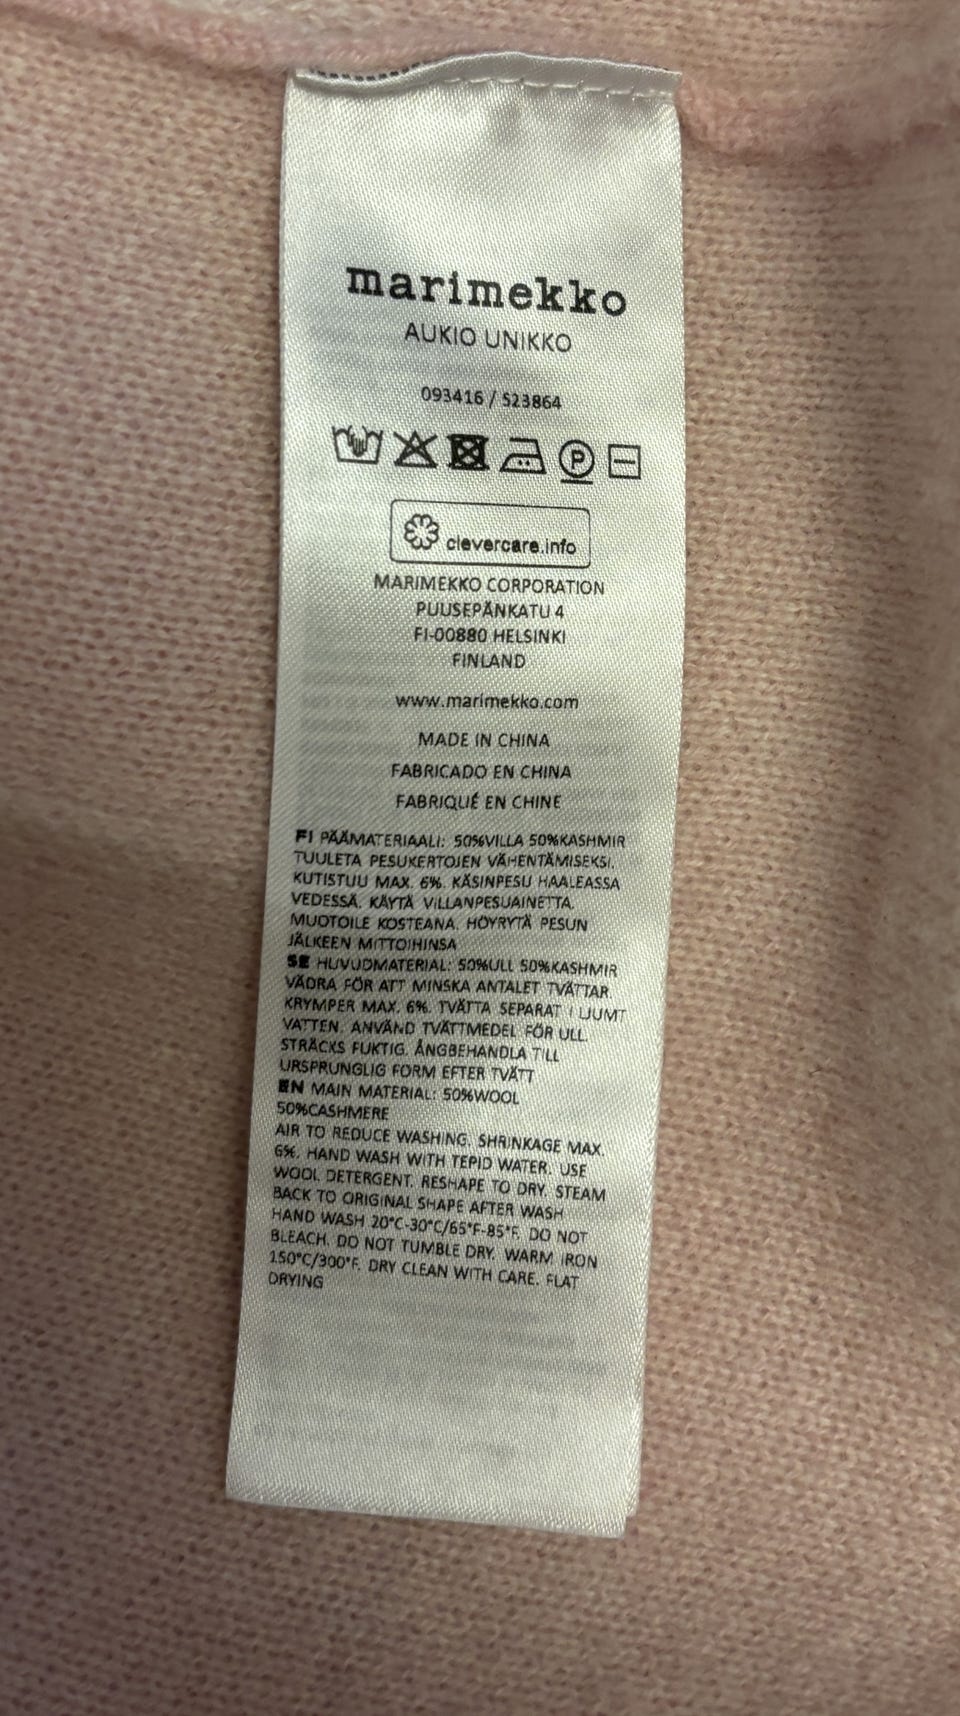 marimekko
AUKIO UNIKKO
093416 / 523864
P
clevercare.info
MARIMEKKO CORPORATION
PUUSEPÄNKATU 4
FI-00880 HELSINKI
FINLAND
www.marimekko.com
MADE IN CHINA
FABRICADO EN CHINA
FABRIQUÉ EN CHINE
FI PÄÄMATERIAALI: 50%VILLA 50%KASHMIR
TUULETA PESUKERTOJEN VÄHENTÄMISEKSI.
KUTISTUU MAX. 6%. KÄSINPESU HAALEASSA
VEDESSÄ. KÄYTÄ VILLANPESUAINETTA.
MUOTOILE KOSTEANA. HÖYRYTÄ PESUN
JÄLKEEN MITTOIHINSA
SE HUVUDMATERIAL: 50%ULL 50%KASHMIR
VÄDRA FÖR ATT MINSKA ANTALET TVÄTTAR
KRYMPER MAX. 6%. TVÄTTA SEPARAT I LJUMT
VATTEN. ANVÄND TVÄTTMEDEL FÖR ULL.
STRÄCKS FUKTIG. ÅNGBEHANDLA TILL
URSPRUNGLIG FORM EFTER TVÄTT
EN MAIN MATERIAL: 50%WOOL
50%CASHMERE
AIR TO REDUCE WASHING. SHRINKAGE MAX.
6%. HAND WASH WITH TEPID WATER. USE
WOOL DETERGENT. RESHAPE TO DRY. STEAM
BACK TO ORIGINAL SHAPE AFTER WASH
HAND WASH 20°C-30°C/65°F-85°F. DO NOT
BLEACH. DO NOT TUMBLE DRY. WARM IRON
150°C/300°F. DRY CLEAN WITH CARE. FLAT
DRYING